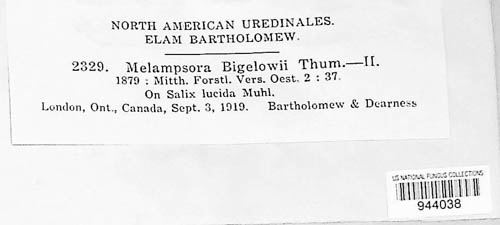 NORTH AMERICAN UREDINALES.
ELAM BARTHOLOMEW.
2329. Melampsora Bigelowii Thum.—II.
1879 : Mitth. Forstl. Vers. Oest. 2 : 37.
On Salix lucida Muhl.
London, Ont., Canada, Sept. 3, 1919. Bartholomew & Dearness
US NATIONAL FUNGUS COLLECTIONS
944038